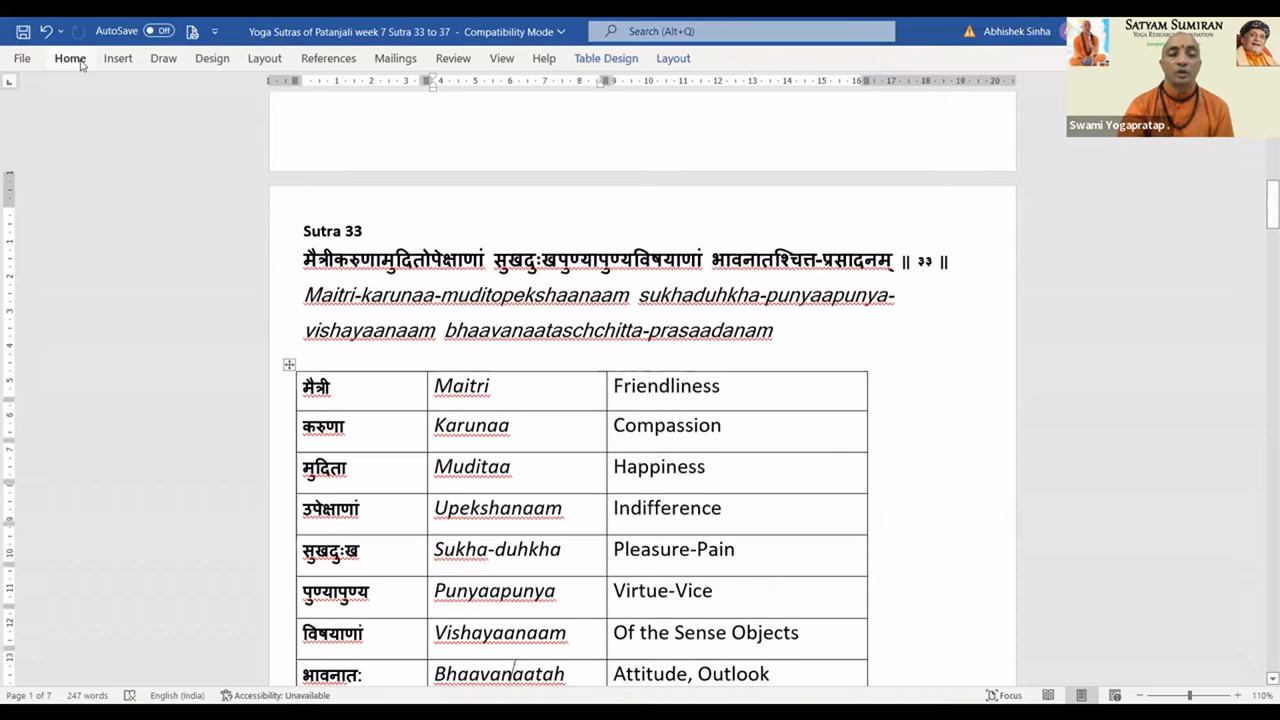 AutoSave Off
Yoga Sutras of Patanjali week 7 Sutra 33 to 37 - Compatibility Mode
Search (Alt+Q)
Abhishek Sinha
SATYAM SUMIRAN
File Home Insert Draw Design Layout References Mailings Review View Help Table Design Layout
Swami Yogapratap .
Sutra 33
मैत्रीकरुणामुदितोपेक्षाणां सुखदुःखपुण्यापुण्यविषयाणां भावनातश्चित्त-प्रसादनम् ॥ ३३ ॥
Maitri-karunaa-muditopekshaanaam sukhaduhkha-punyaapunya-
vishayaanaam bhaavanaataschchitta-prasaadanam
मैत्री Maitri Friendliness
करुणा Karunaa Compassion
मुदिता Muditaa Happiness
उपेक्षाणां Upekshanaam Indifference
सुखदुःख Sukha-duhkha Pleasure-Pain
पुण्यापुण्य Punyaapunya Virtue-Vice
विषयाणां Vishayaanaam Of the Sense Objects
भावनातः Bhaavanaatah Attitude, Outlook
Page 1 of 7 247 words English (India) Accessibility: Unavailable Focus 110%